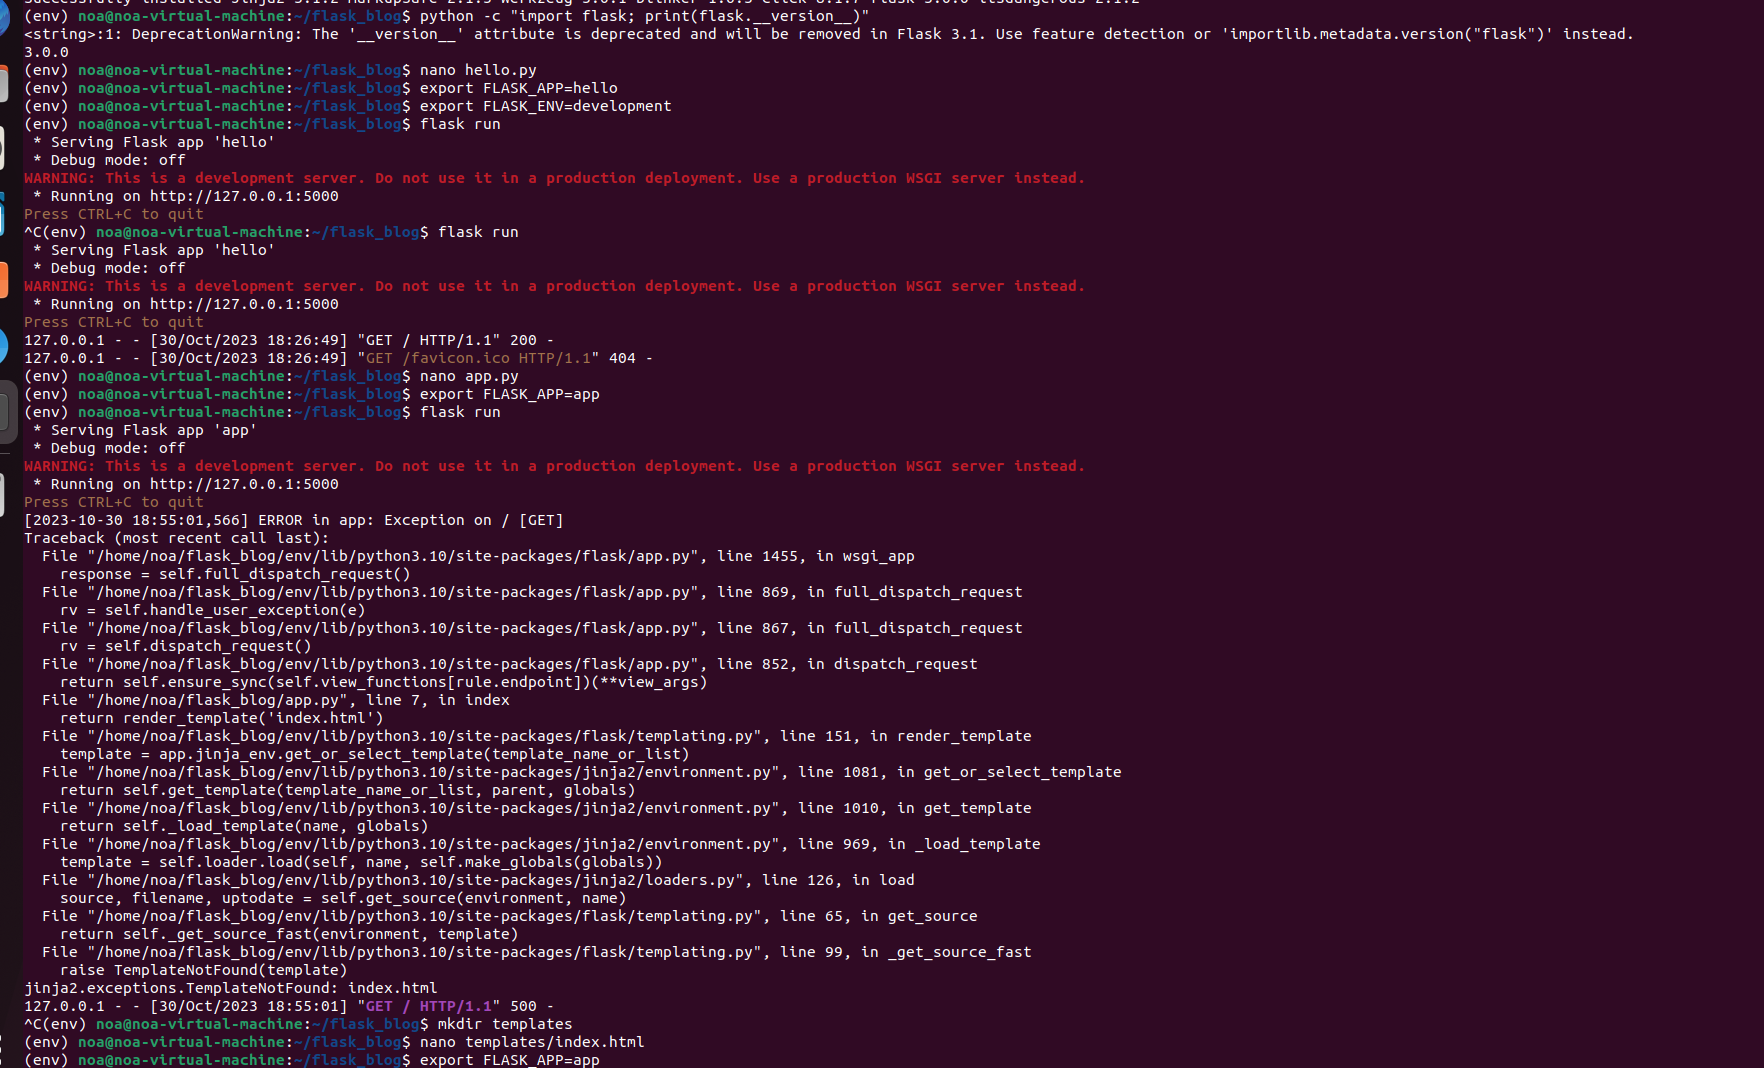 Successfully installed Jinja2-3.1.2 MarkupSafe-2.1.3 Werkzeug-3.0.1 blinker-1.6.3 click-8.1.7 flask-3.0.0 itsdangerous-2.1.2
(env) noa@noa-virtual-machine:~/flask_blog$ python -c "import flask; print(flask.__version__)"
<string>:1: DeprecationWarning: The '__version__' attribute is deprecated and will be removed in Flask 3.1. Use feature detection or 'importlib.metadata.version("flask")' instead.
3.0.0
(env) noa@noa-virtual-machine:~/flask_blog$ nano hello.py
(env) noa@noa-virtual-machine:~/flask_blog$ export FLASK_APP=hello
(env) noa@noa-virtual-machine:~/flask_blog$ export FLASK_ENV=development
(env) noa@noa-virtual-machine:~/flask_blog$ flask run
 * Serving Flask app 'hello'
 * Debug mode: off
WARNING: This is a development server. Do not use it in a production deployment. Use a production WSGI server instead.
 * Running on http://127.0.0.1:5000
Press CTRL+C to quit
^C(env) noa@noa-virtual-machine:~/flask_blog$ flask run
 * Serving Flask app 'hello'
 * Debug mode: off
WARNING: This is a development server. Do not use it in a production deployment. Use a production WSGI server instead.
 * Running on http://127.0.0.1:5000
Press CTRL+C to quit
127.0.0.1 - - [30/Oct/2023 18:26:49] "GET / HTTP/1.1" 200 -
127.0.0.1 - - [30/Oct/2023 18:26:49] "GET /favicon.ico HTTP/1.1" 404 -
(env) noa@noa-virtual-machine:~/flask_blog$ nano app.py
(env) noa@noa-virtual-machine:~/flask_blog$ export FLASK_APP=app
(env) noa@noa-virtual-machine:~/flask_blog$ flask run
 * Serving Flask app 'app'
 * Debug mode: off
WARNING: This is a development server. Do not use it in a production deployment. Use a production WSGI server instead.
 * Running on http://127.0.0.1:5000
Press CTRL+C to quit
[2023-10-30 18:55:01,566] ERROR in app: Exception on / [GET]
Traceback (most recent call last):
  File "/home/noa/flask_blog/env/lib/python3.10/site-packages/flask/app.py", line 1455, in wsgi_app
    response = self.full_dispatch_request()
  File "/home/noa/flask_blog/env/lib/python3.10/site-packages/flask/app.py", line 869, in full_dispatch_request
    rv = self.handle_user_exception(e)
  File "/home/noa/flask_blog/env/lib/python3.10/site-packages/flask/app.py", line 867, in full_dispatch_request
    rv = self.dispatch_request()
  File "/home/noa/flask_blog/env/lib/python3.10/site-packages/flask/app.py", line 852, in dispatch_request
    return self.ensure_sync(self.view_functions[rule.endpoint])(**view_args)
  File "/home/noa/flask_blog/app.py", line 7, in index
    return render_template('index.html')
  File "/home/noa/flask_blog/env/lib/python3.10/site-packages/flask/templating.py", line 151, in render_template
    template = app.jinja_env.get_or_select_template(template_name_or_list)
  File "/home/noa/flask_blog/env/lib/python3.10/site-packages/jinja2/environment.py", line 1081, in get_or_select_template
    return self.get_template(template_name_or_list, parent, globals)
  File "/home/noa/flask_blog/env/lib/python3.10/site-packages/jinja2/environment.py", line 1010, in get_template
    return self._load_template(name, globals)
  File "/home/noa/flask_blog/env/lib/python3.10/site-packages/jinja2/environment.py", line 969, in _load_template
    template = self.loader.load(self, name, self.make_globals(globals))
  File "/home/noa/flask_blog/env/lib/python3.10/site-packages/jinja2/loaders.py", line 126, in load
    source, filename, uptodate = self.get_source(environment, name)
  File "/home/noa/flask_blog/env/lib/python3.10/site-packages/flask/templating.py", line 65, in get_source
    return self._get_source_fast(environment, template)
  File "/home/noa/flask_blog/env/lib/python3.10/site-packages/flask/templating.py", line 99, in _get_source_fast
    raise TemplateNotFound(template)
jinja2.exceptions.TemplateNotFound: index.html
127.0.0.1 - - [30/Oct/2023 18:55:01] "GET / HTTP/1.1" 500 -
^C(env) noa@noa-virtual-machine:~/flask_blog$ mkdir templates
(env) noa@noa-virtual-machine:~/flask_blog$ nano templates/index.html
(env) noa@noa-virtual-machine:~/flask_blog$ export FLASK_APP=app